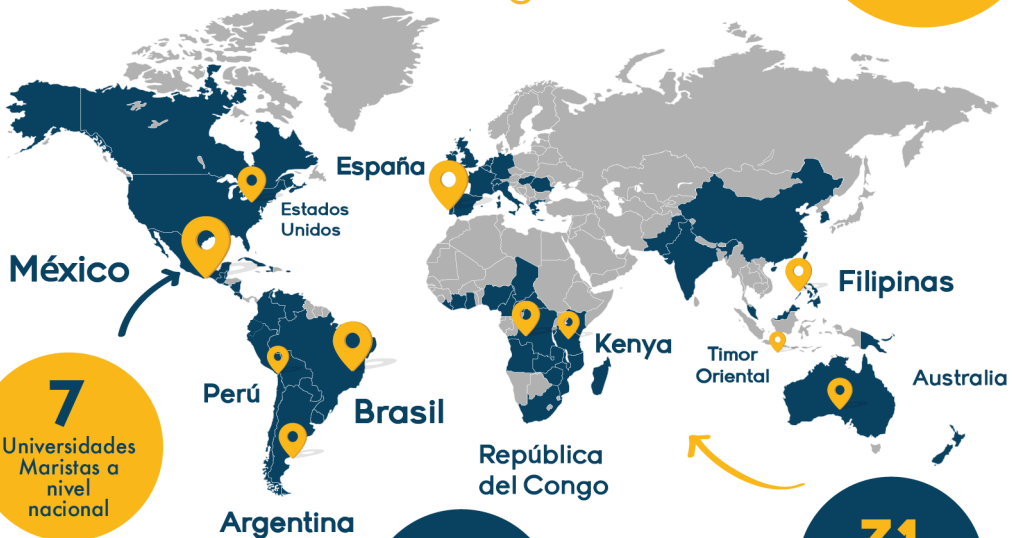 España
Estados
Unidos
México
Filipinas
Kenya
Timor
Oriental
Australia
Perú
Brasil
7
Universidades
Maristas a
nivel
nacional
República
del Congo
Argentina
31